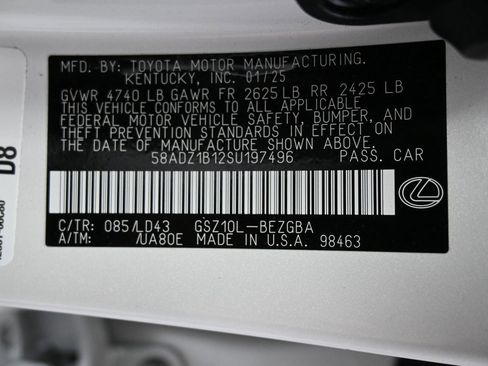 MFD. BY: TOYOTA MOTOR MANUFACTURING.
KENTUCKY, INC. 01/25
GVWR 4740 LB GAWR FR 2625 LB RR 2425 LB
THIS VEHICLE CONFORMS TO ALL APPLICABLE
FEDERAL MOTOR VEHICLE SAFETY, BUMPER, AND
THEFT PREVENTION STANDARDS IN EFFECT ON
THE DATE OF MANUFACTURE SHOWN ABOVE.
58ADZ1B12SU197496 PASS. CAR
C/TR: 085/LD43 GSZ10L-BEZGBA
A/TM: /UA80E MADE IN U.S.A. 98463
D8